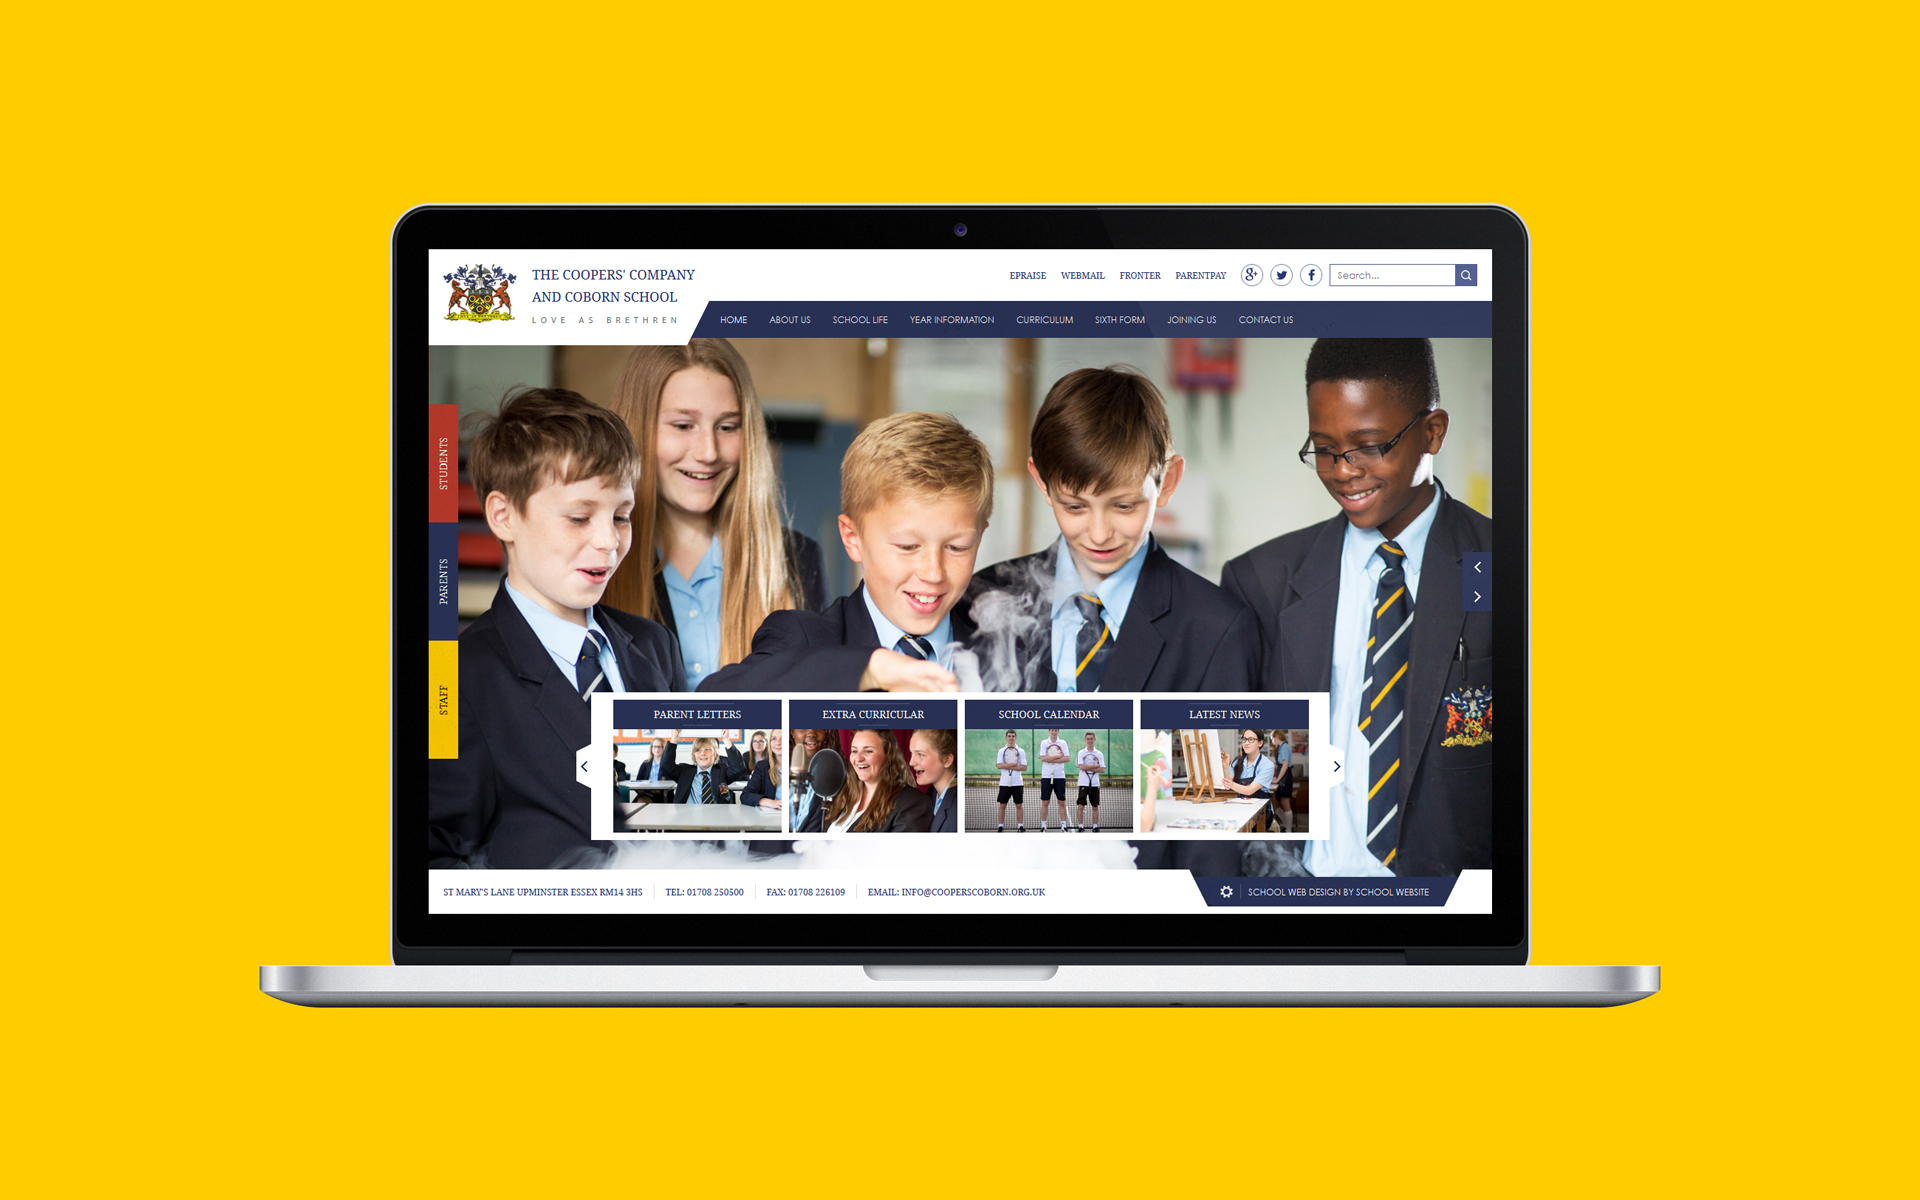 THE COOPERS' COMPANY
AND COBORN SCHOOL
LOVE AS BRETHREN
EPRAISE WEBMAIL FRONTER PARENTPAY g+ f Search...
HOME ABOUT US SCHOOL LIFE YEAR INFORMATION CURRICULUM SIXTH FORM JOINING US CONTACT US
STUDENTS
PARENTS
STAFF
PARENT LETTERS
EXTRA CURRICULAR
SCHOOL CALENDAR
LATEST NEWS
ST MARY'S LANE UPMINSTER ESSEX RM14 3HS TEL: 01708 250500 FAX: 01708 226109 EMAIL: INFO@COOPERSCOBORN.ORG.UK
SCHOOL WEB DESIGN BY SCHOOL WEBSITE